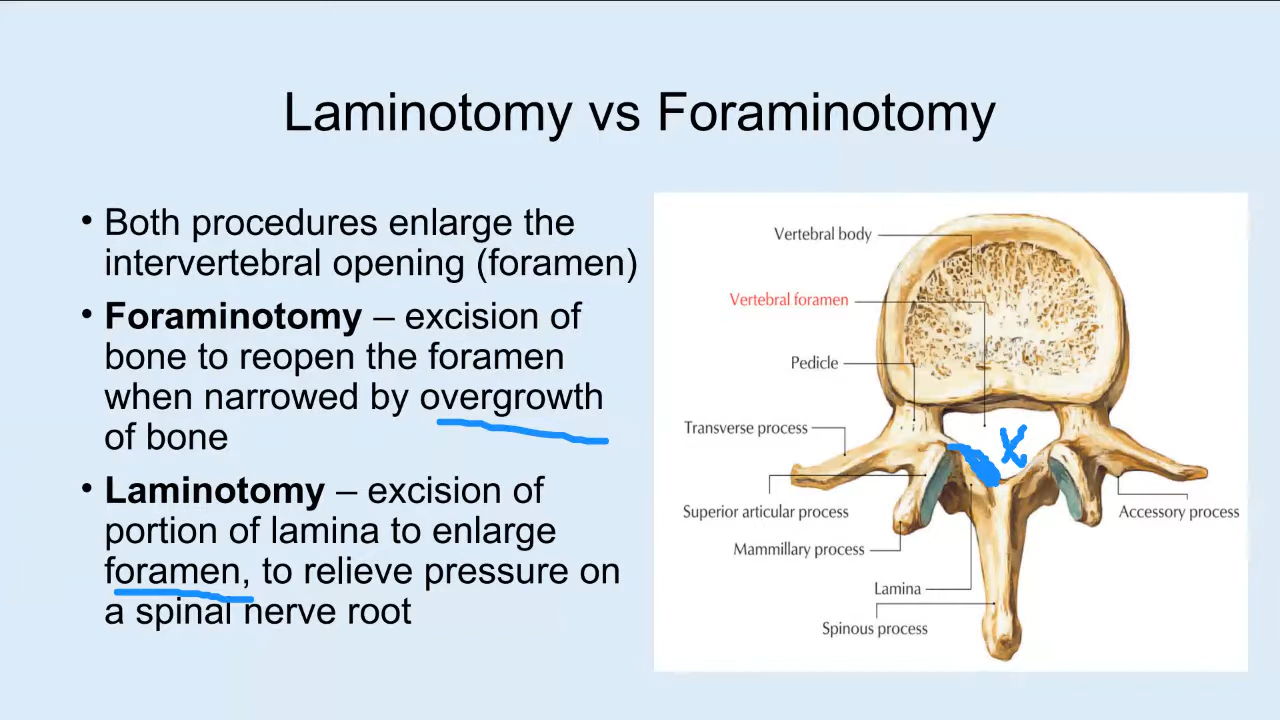 Laminotomy vs Foraminotomy
• Both procedures enlarge the
intervertebral opening (foramen)
• Foraminotomy – excision of
bone to reopen the foramen
when narrowed by overgrowth
of bone
• Laminotomy – excision of
portion of lamina to enlarge
foramen, to relieve pressure on
a spinal nerve root
Vertebral body
Vertebral foramen
Pedicle
Transverse process
X
Superior articular process
Accessory process
Mammillary process
Lamina
Spinous process